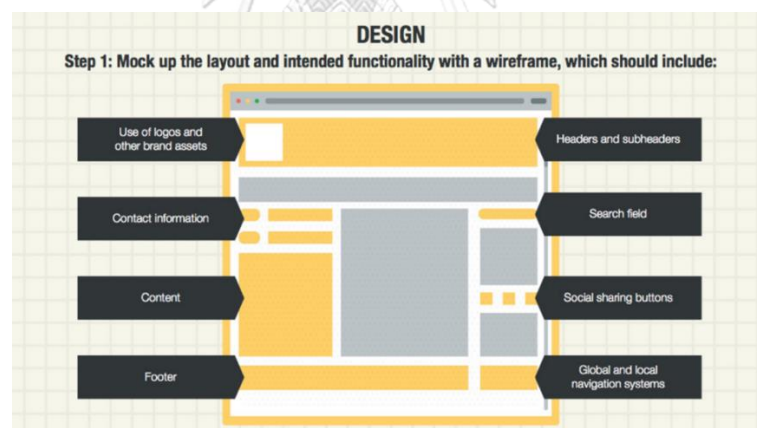 DESIGN
Step 1: Mock up the layout and intended functionality with a wireframe, which should include:
Use of logos and
other brand assets
Headers and subheaders
Contact information
Search field
Content
Social sharing buttons
Footer
Global and local
navigation systems